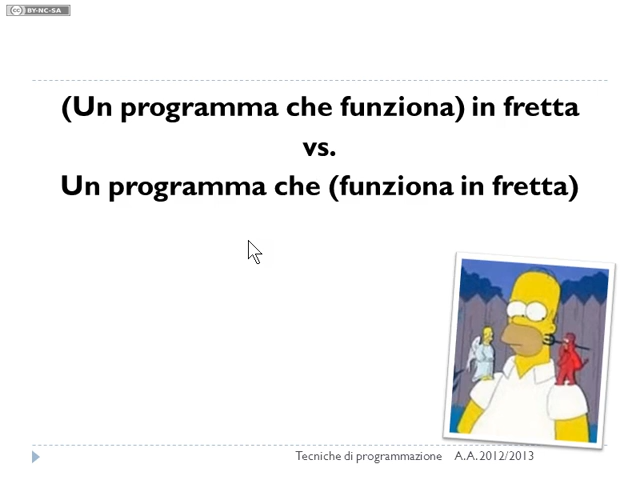 BY-NC-SA
(Un programma che funziona) in fretta
vs.
Un programma che (funziona in fretta)
Tecniche di programmazione A.A. 2012/2013